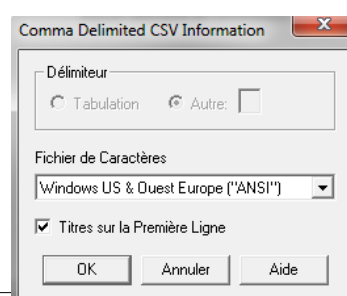 Comma Delimited CSV Information
Délimiteur
Tabulation Autre:
Fichier de Caractères
Windows US & Ouest Europe ("ANSI")
Titres sur la Première Ligne
OK Annuler Aide